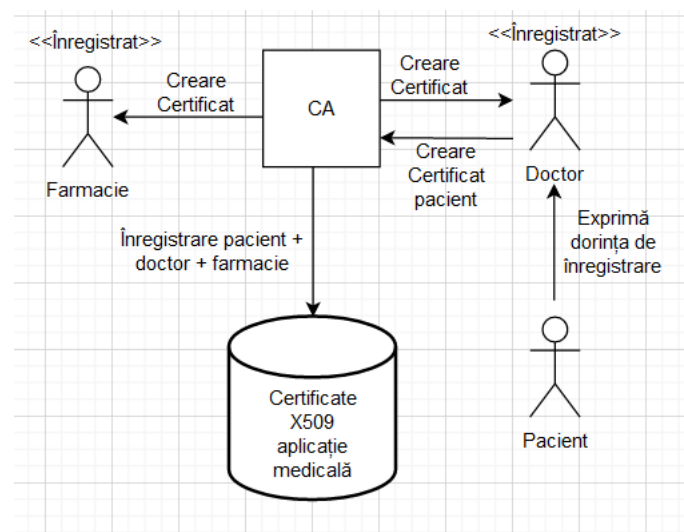 <<Înregistrat>>
<<Înregistrat>>
Creare
Certificat
CA
Creare
Certificat
Creare
Certificat
pacient
Farmacie
Doctor
Exprimă
dorința de
înregistrare
Înregistrare pacient +
doctor + farmacie
Certificate
X509
aplicație
medicală
Pacient